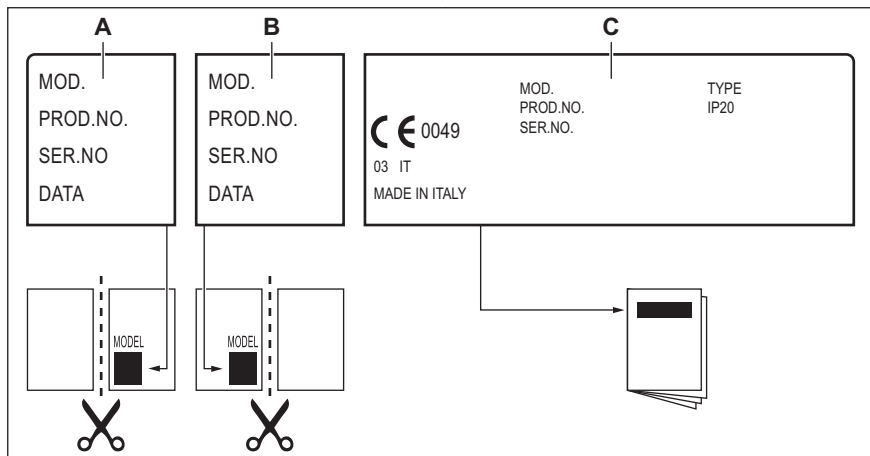 A
B
C
MOD.
PROD.NO.
SER.NO
DATA
MOD.
PROD.NO.
SER.NO
DATA
MOD.
PROD.NO.
SER.NO.
TYPE
IP20
CE 0049
03 IT
MADE IN ITALY
MODEL
MODEL